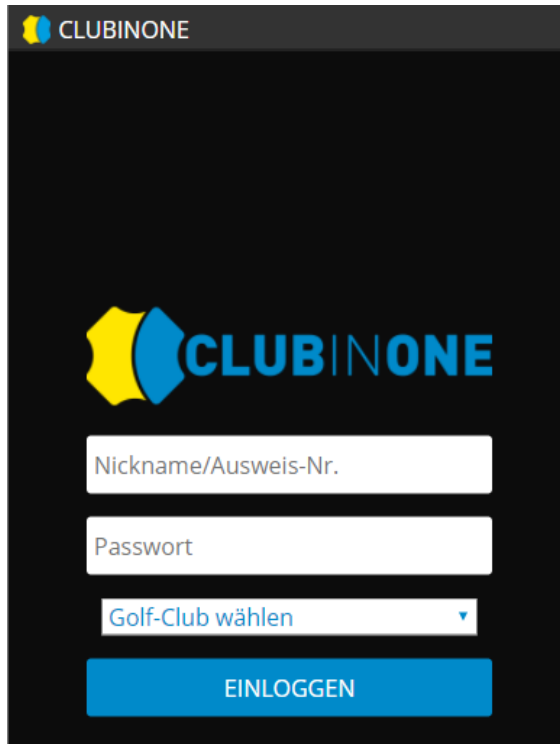 CLUBINONE
CLUBINONE
Nickname/Ausweis-Nr.
Passwort
Golf-Club wählen
EINLOGGEN